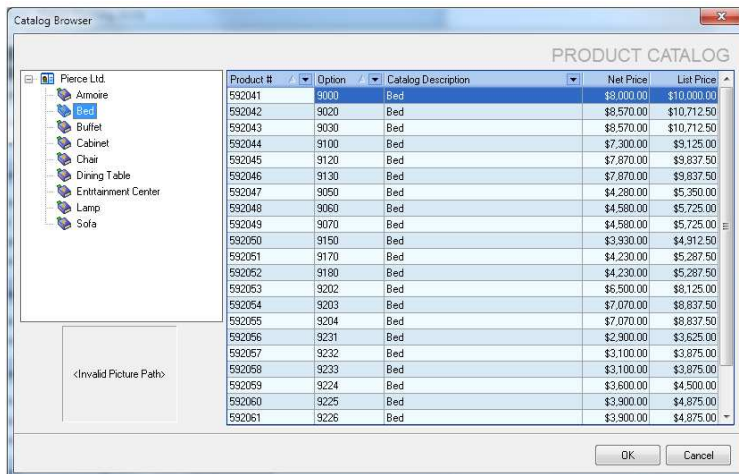 Catalog Browser
PRODUCT CATALOG
Pierce Ltd.
Armoire
Bed
Buffet
Cabinet
Chair
Dining Table
Entrtainment Center
Lamp
Sofa
<Invalid Picture Path>
Product # Option Catalog Description Net Price List Price
592041 9000 Bed $8,000.00 $10,000.00
592042 9020 Bed $8,570.00 $10,712.50
592043 9030 Bed $8,570.00 $10,712.50
592044 9100 Bed $7,300.00 $9,125.00
592045 9120 Bed $7,870.00 $9,837.50
592046 9130 Bed $7,870.00 $9,837.50
592047 9050 Bed $4,280.00 $5,350.00
592048 9060 Bed $4,580.00 $5,725.00
592049 9070 Bed $4,580.00 $5,725.00
592050 9150 Bed $3,930.00 $4,912.50
592051 9170 Bed $4,230.00 $5,287.50
592052 9180 Bed $4,230.00 $5,287.50
592053 9202 Bed $6,500.00 $8,125.00
592054 9203 Bed $7,070.00 $8,837.50
592055 9204 Bed $7,070.00 $8,837.50
592056 9231 Bed $2,900.00 $3,625.00
592057 9232 Bed $3,100.00 $3,875.00
592058 9233 Bed $3,100.00 $3,875.00
592059 9224 Bed $3,600.00 $4,500.00
592060 9225 Bed $3,900.00 $4,875.00
592061 9226 Bed $3,900.00 $4,875.00
OK Cancel